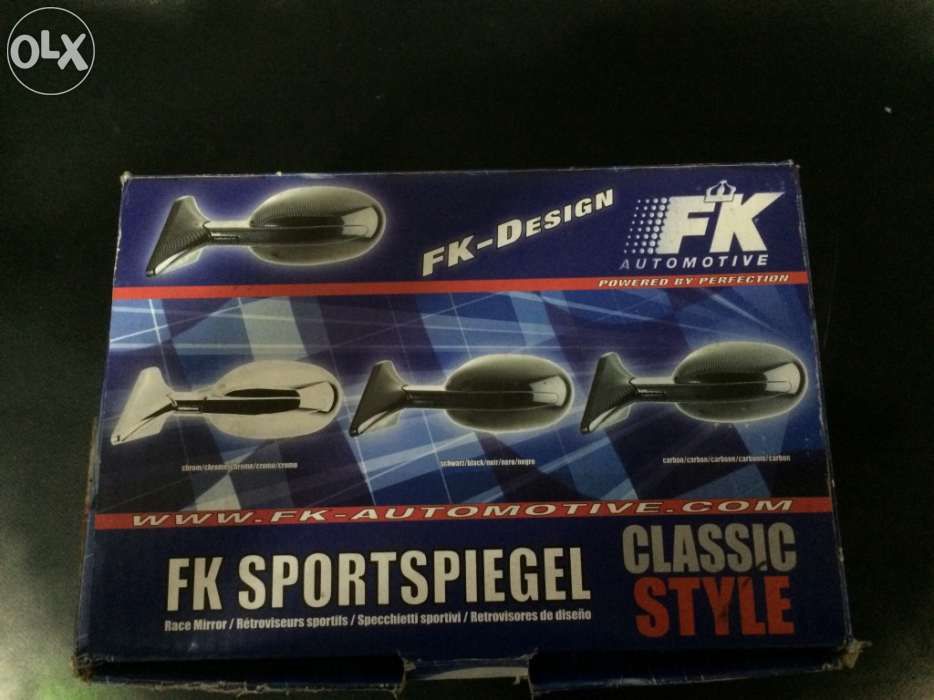 OLX
FK-DESIGN
FK
AUTOMOTIVE
POWERED BY PERFECTION
chrom/chrome/chrome/cromo/cromo
schwarz/black/noir/nero/negro
carbon/carbon/carbone/carbonio/carbon
WWW.FK-AUTOMOTIVE.COM
FK SPORTSPIEGEL
Race Mirror / Rétroviseurs sportifs / Specchietti sportivi / Retrovisores de diseño
CLASSIC
STYLE